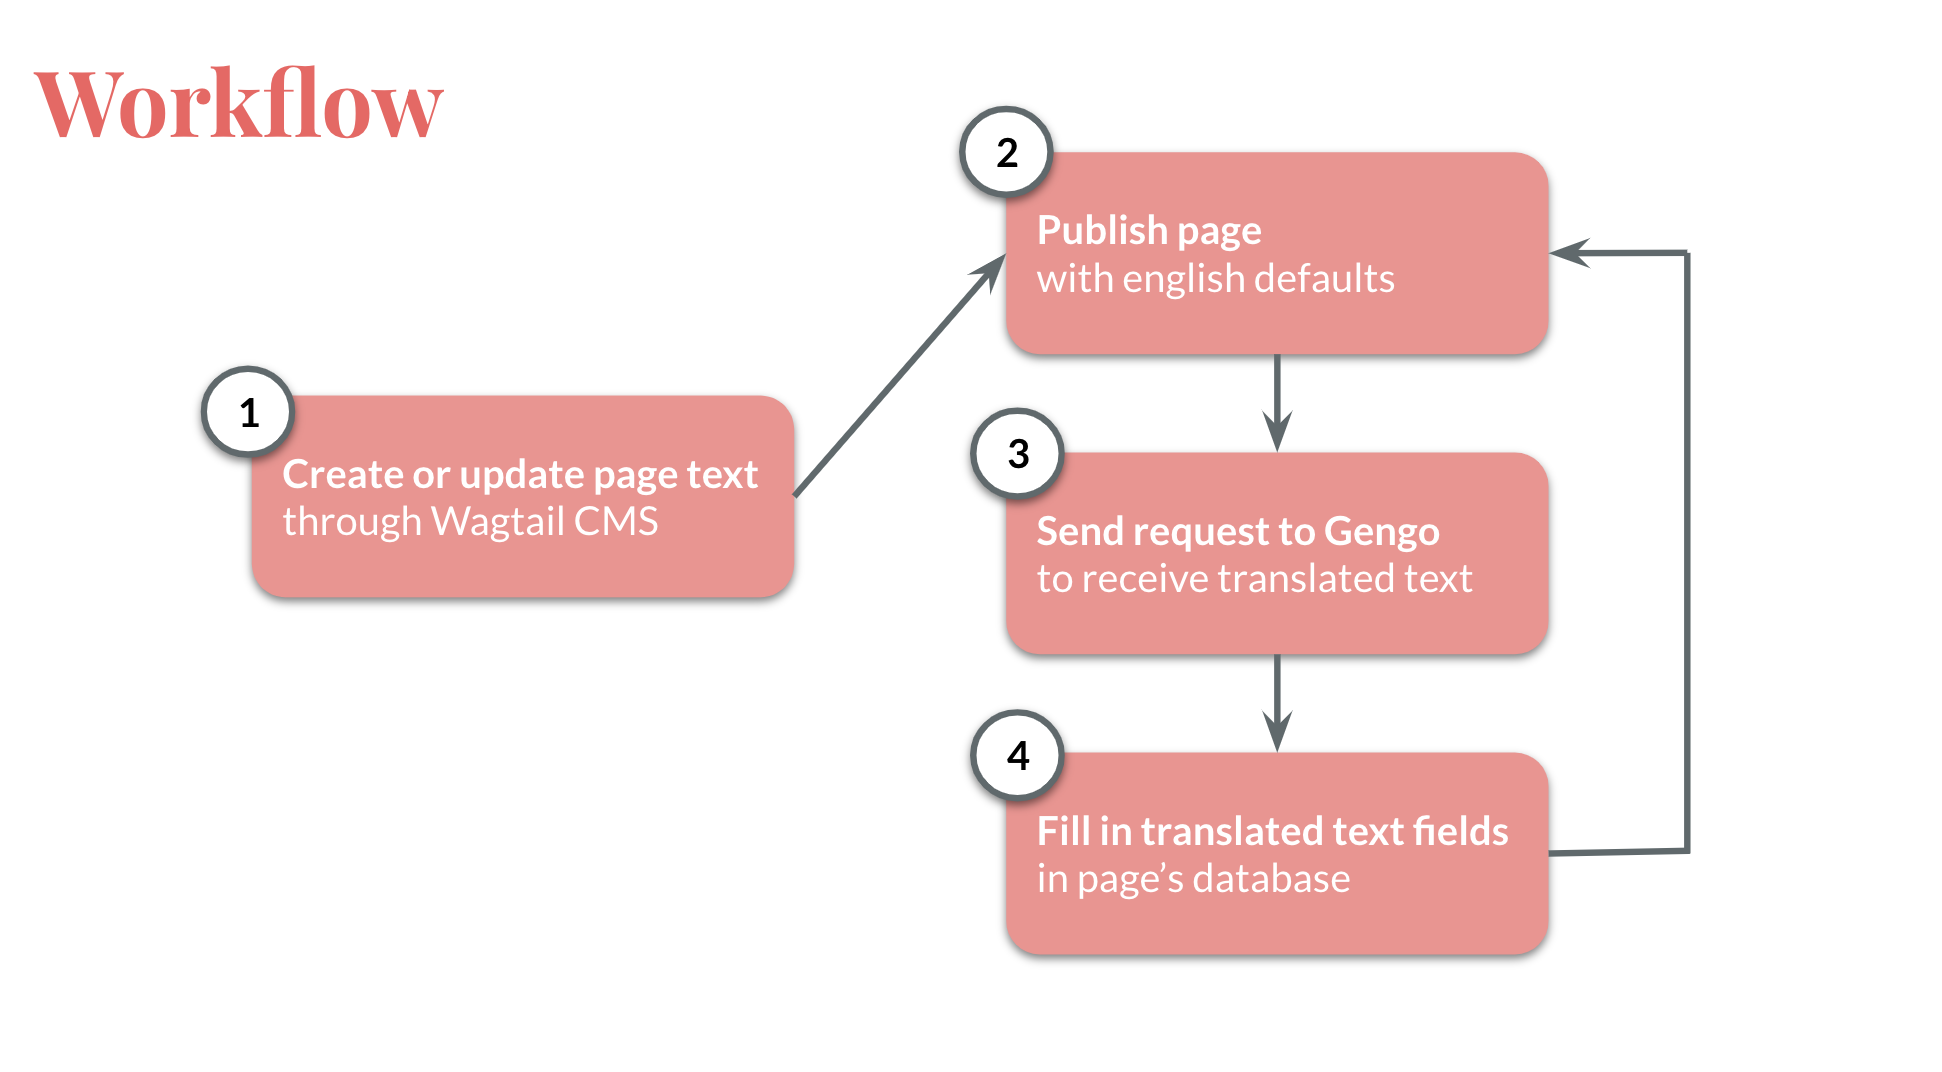 Workflow
1
Create or update page text
through Wagtail CMS
2
Publish page
with english defaults
3
Send request to Gengo
to receive translated text
4
Fill in translated text fields
in page’s database